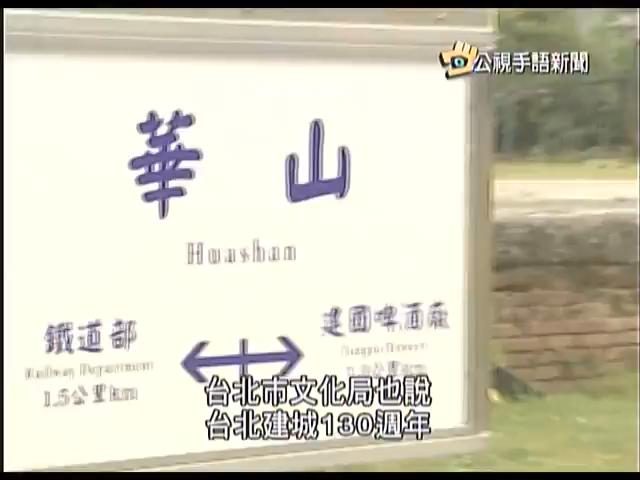 公視手語新聞
華山
Huashan
鐵道部
建國啤酒廠
Railway Department
1.5公里km
台北市文化局也說
台北建城130週年